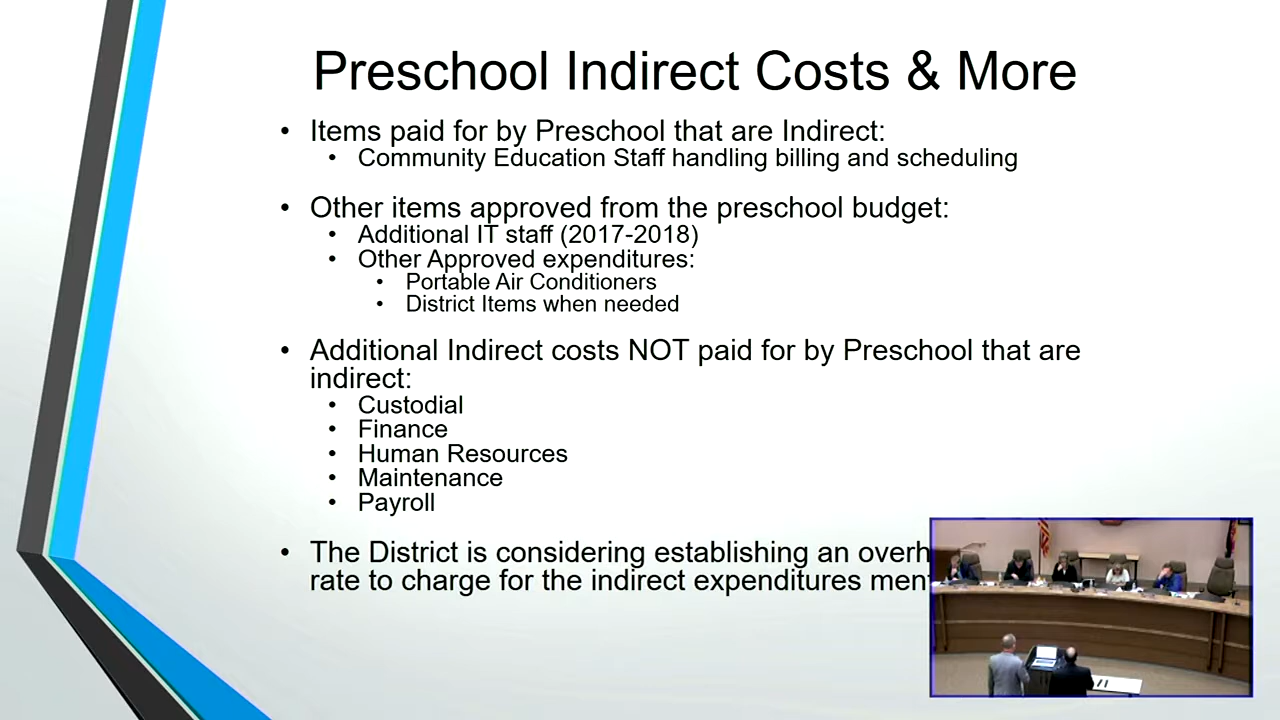 Preschool Indirect Costs & More
• Items paid for by Preschool that are Indirect:
• Community Education Staff handling billing and scheduling
• Other items approved from the preschool budget:
• Additional IT staff (2017-2018)
• Other Approved expenditures:
• Portable Air Conditioners
• District Items when needed
• Additional Indirect costs NOT paid for by Preschool that are
indirect:
• Custodial
• Finance
• Human Resources
• Maintenance
• Payroll
• The District is considering establishing an
rate to charge for the indirect expenditures